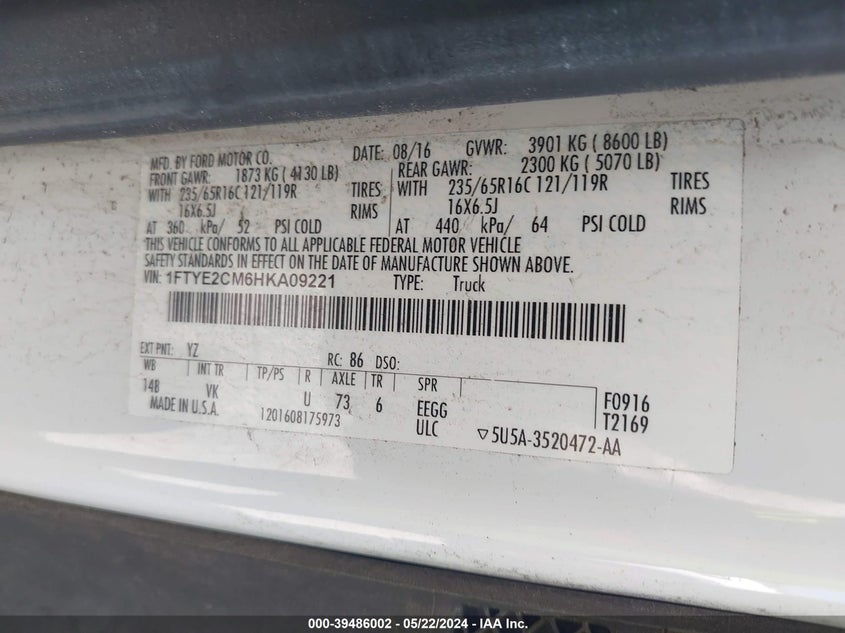 MFD. BY FORD MOTOR CO.
DATE: 08/16 GVWR: 3901 KG ( 8600 LB)
FRONT GAWR: 1873 KG ( 4130 LB) REAR GAWR: 2300 KG ( 5070 LB)
WITH 235/65R16C 121/119R TIRES WITH 235/65R16C 121/119R TIRES
16X6.5J RIMS 16X6.5J RIMS
AT 360 kPa/ 52 PSI COLD AT 440 kPa/ 64 PSI COLD
THIS VEHICLE CONFORMS TO ALL APPLICABLE FEDERAL MOTOR VEHICLE
SAFETY STANDARDS IN EFFECT ON THE DATE OF MANUFACTURE SHOWN ABOVE.
VIN: 1FTYE2CM6HKA09221 TYPE: Truck
EXT PNT: YZ RC: 86 DSO:
WB INT TR TP/PS R AXLE TR SPR
148 VK U 73 6 EEGG F0916
MADE IN U.S.A. 1201608175973 ULC T2169
▽5U5A-3520472-AA
000-39486002 - 05/22/2024 - IAA Inc.